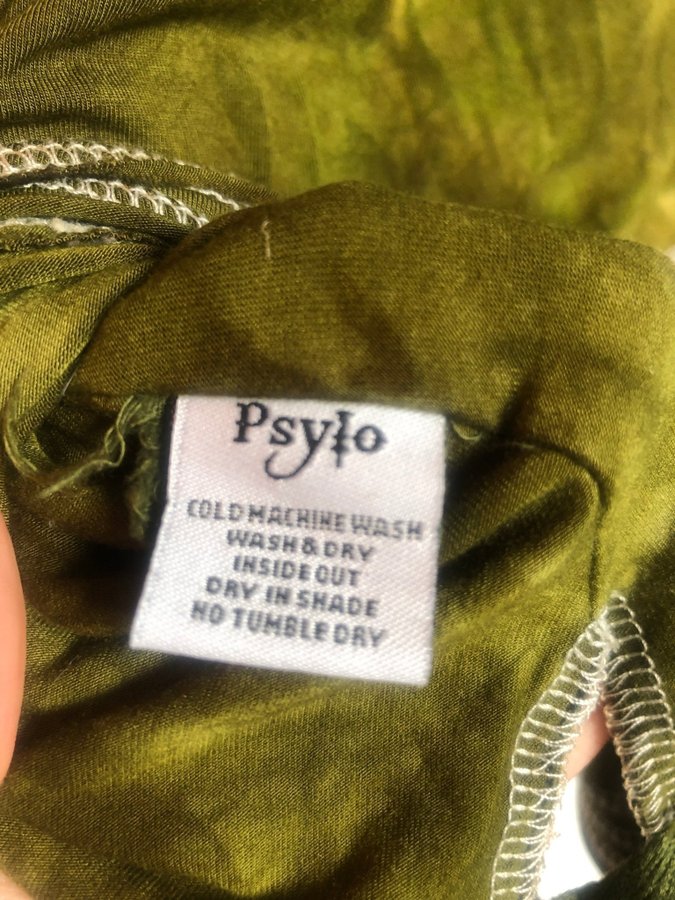 Psylo
COLD MACHINE WASH
WASH & DRY
INSIDE OUT
DRY IN SHADE
NO TUMBLE DRY